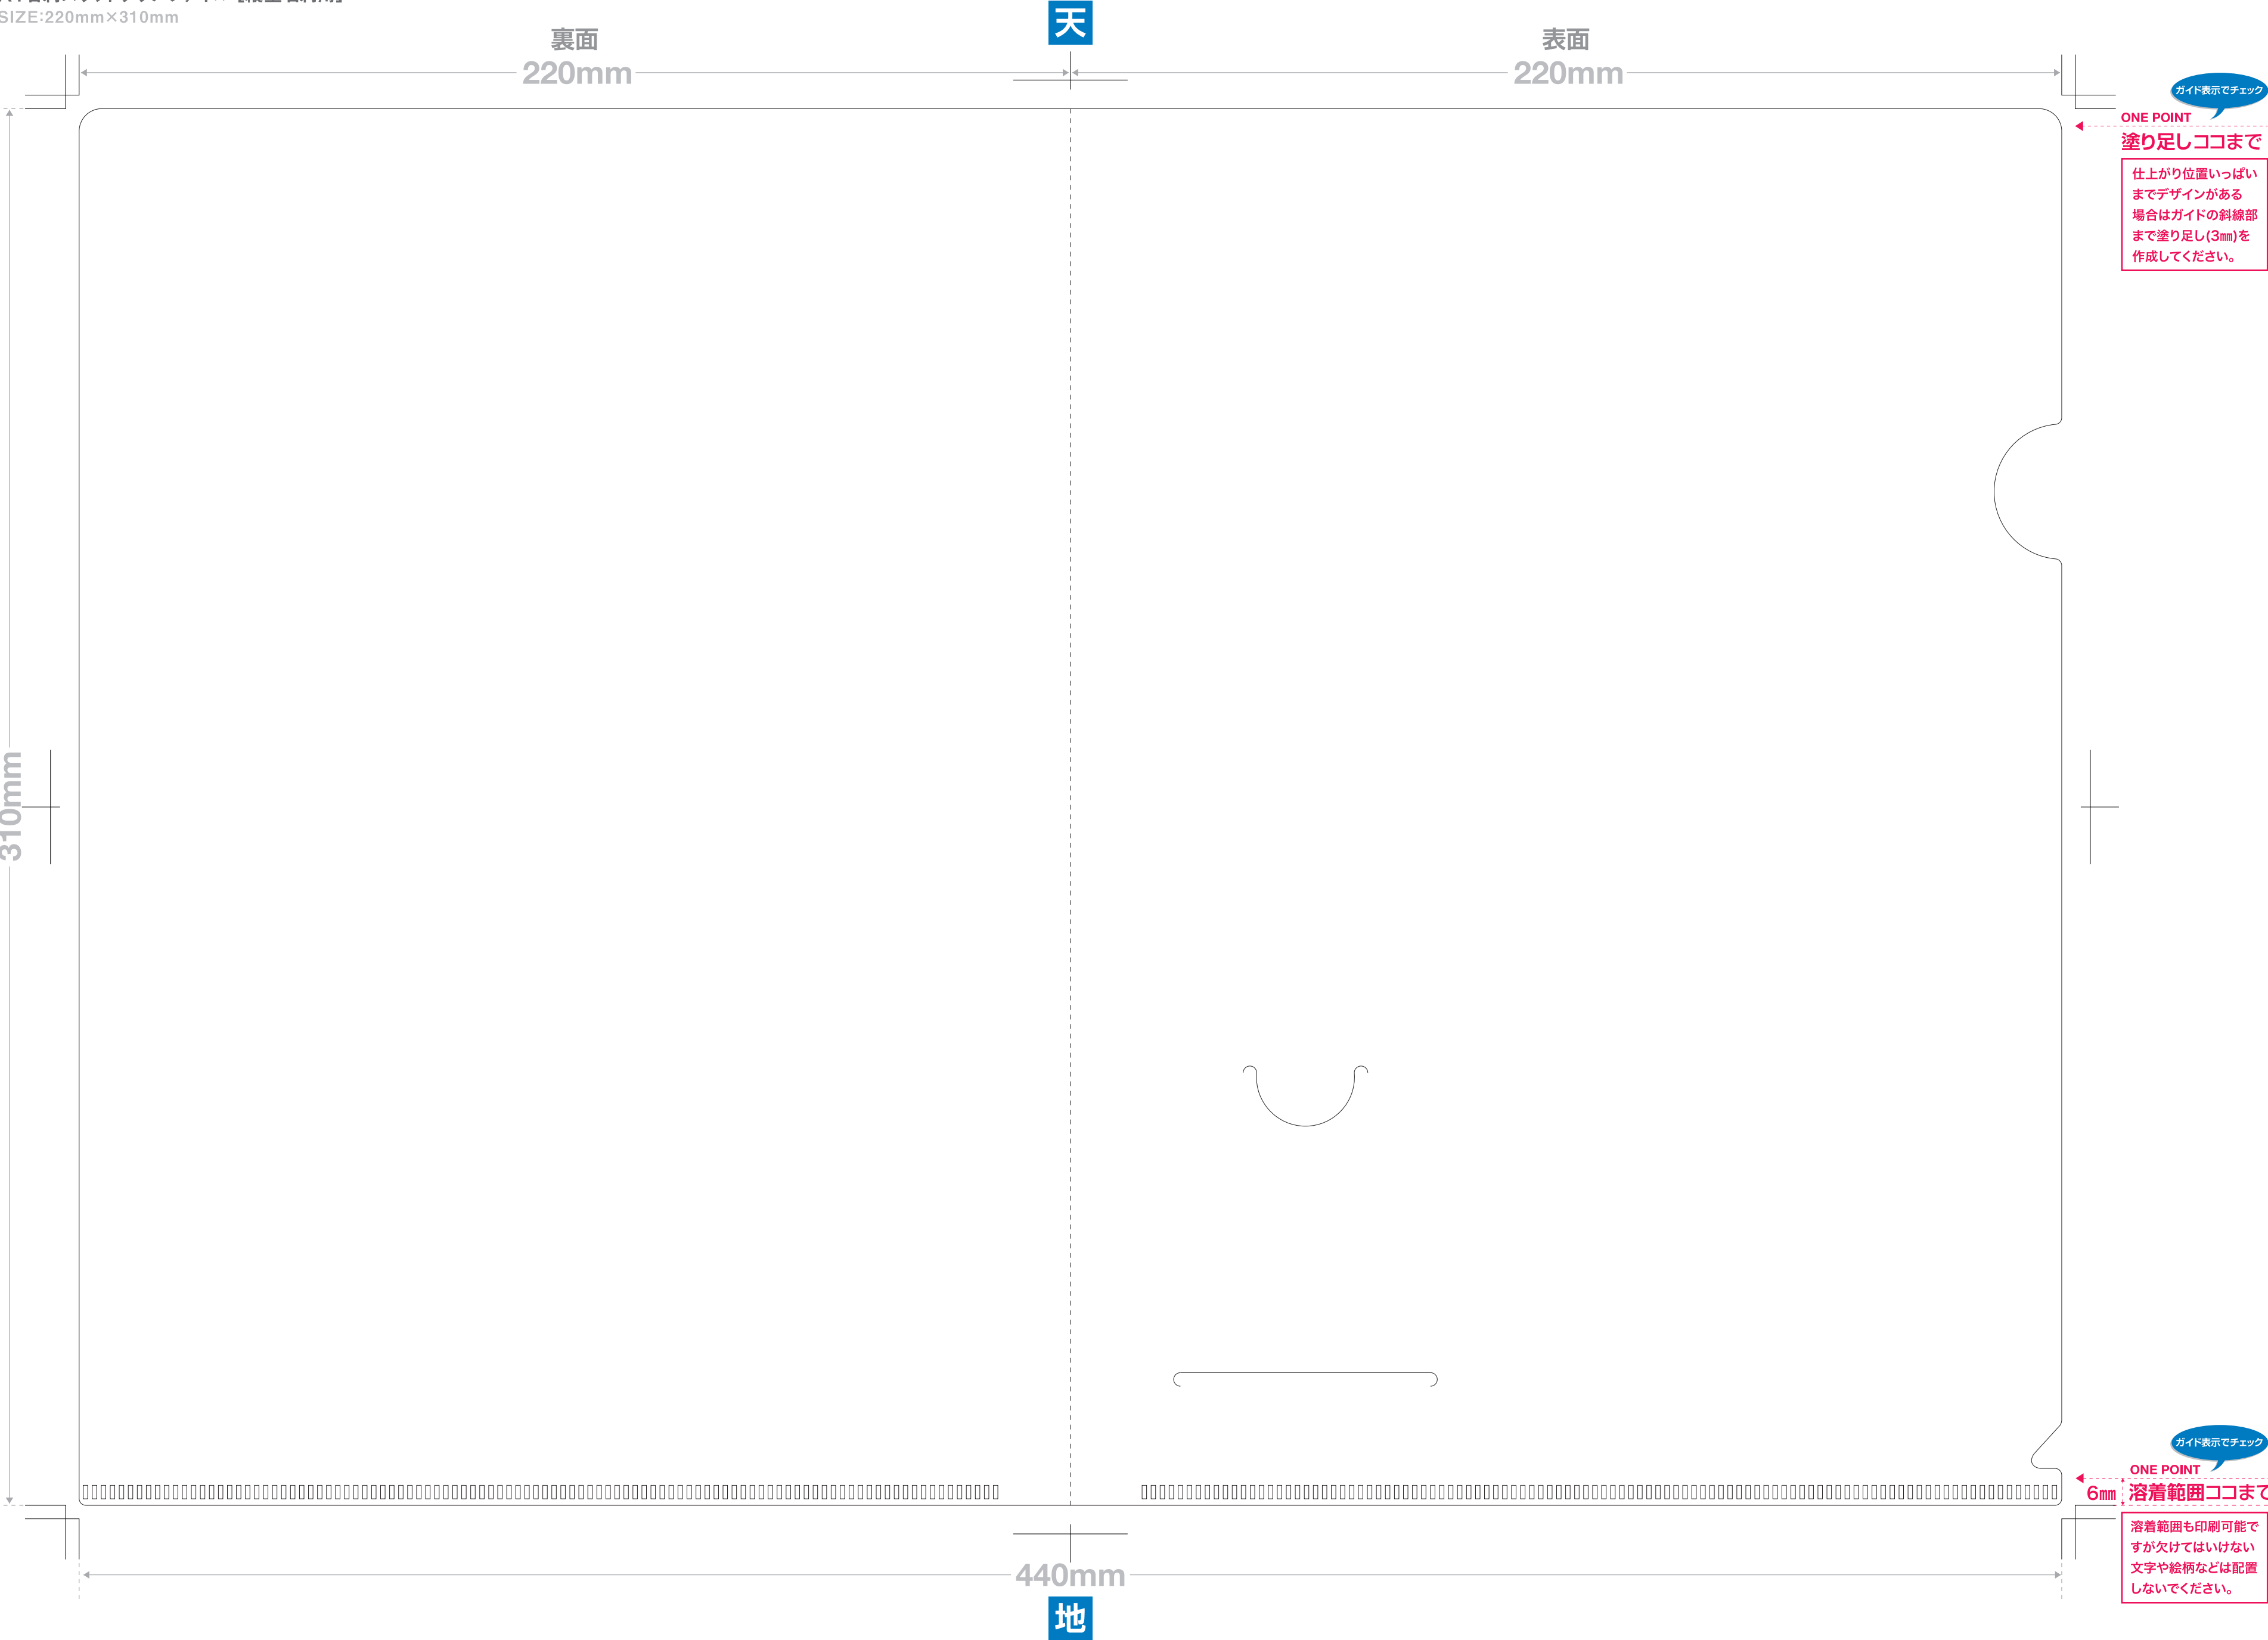 SIZE:220mm×310mm
天
裏面
220mm
表面
220mm
ガイド表示でチェック
ONE POINT
塗り足しココまで
仕上がり位置いっぱい
までデザインがある
場合はガイドの斜線部
まで塗り足し(3㎜)を
作成してください。
310mm
ガイド表示でチェック
ONE POINT
6㎜
溶着範囲ココまで
溶着範囲も印刷可能で
すが欠けてはいけない
文字や絵柄などは配置
しないでください。
440mm
地